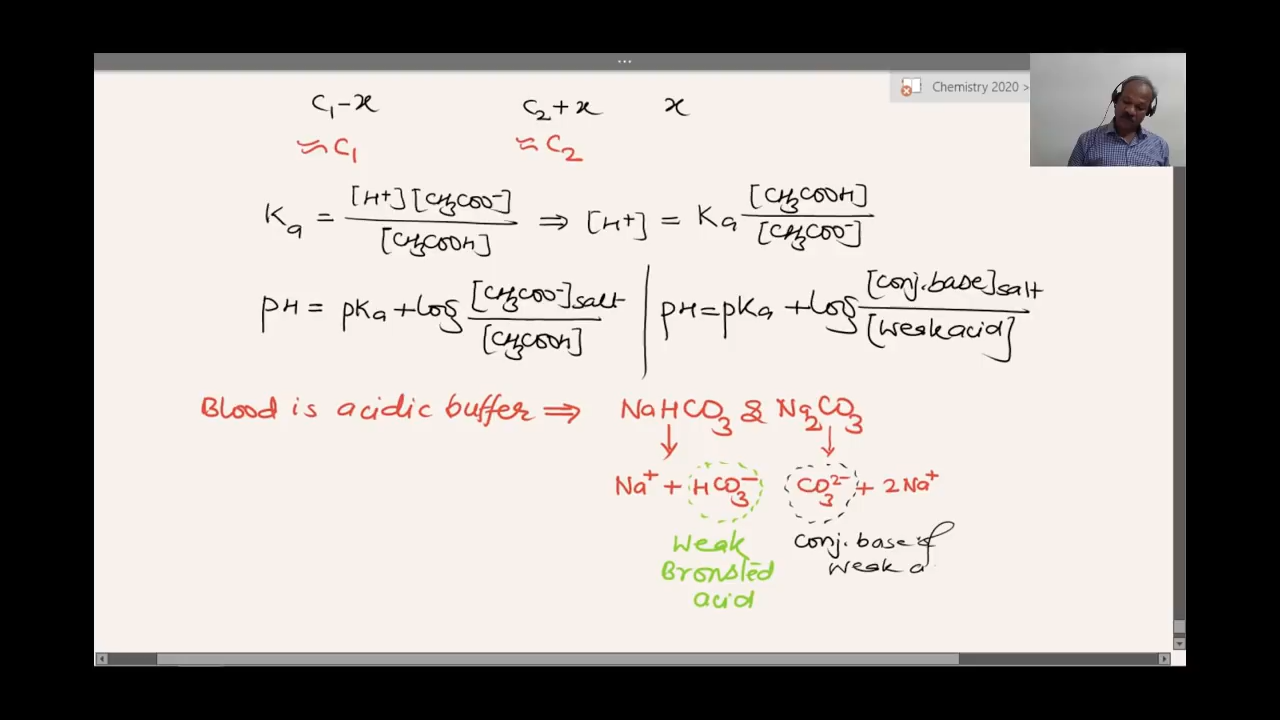 ...
Chemistry 2020 >
C₁-x C₂+x x
≈C₁ ≈C₂
Ka = [H⁺][CH₃COO⁻] / [CH₃COOH] ⇒ [H⁺] = Ka [CH₃COOH] / [CH₃COO⁻]
pH = pKa + log [CH₃COO⁻]salt / [CH₃COOH] | pH = pKa + log [conj. base]salt / [weak acid]
Blood is acidic buffer ⇒ NaHCO₃ & Na₂CO₃
↓ ↓
Na⁺ + HCO₃⁻ CO₃²⁻ + 2Na⁺
Weak conj. base of
Bronsted weak a
acid